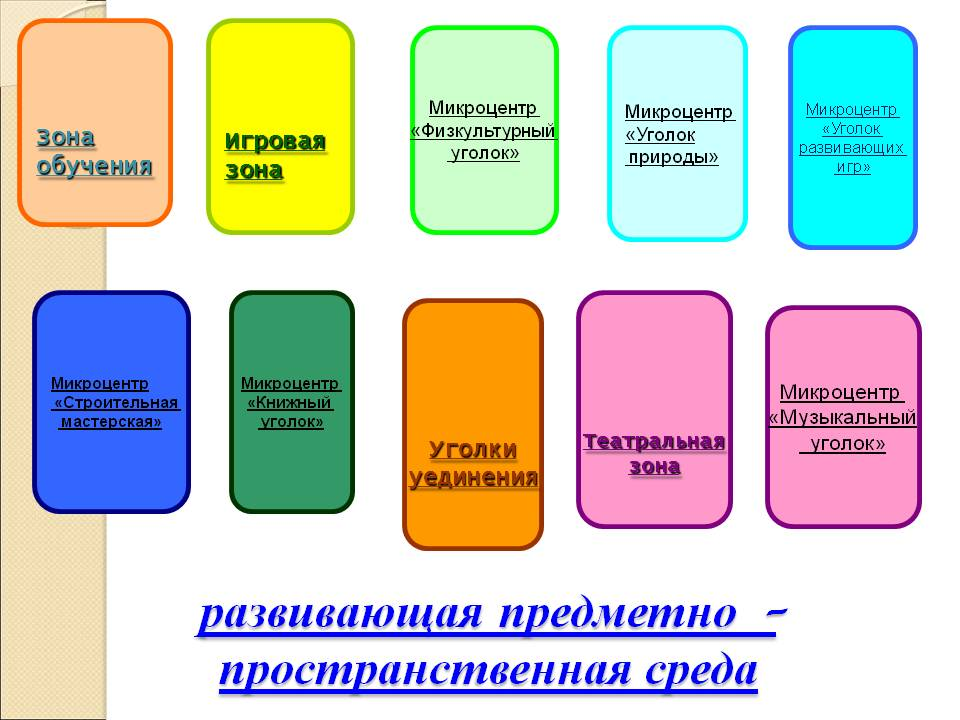 Зона
обучения
Игровая
зона
Микроцентр
«Физкультурный
уголок»
Микроцентр
«Уголок
природы»
Микроцентр
«Уголок
развивающих
игр»
Микроцентр
«Строительная
мастерская»
Микроцентр
«Книжный
уголок»
Уголки
уединения
Театральная
зона
Микроцентр
«Музыкальный
уголок»
развивающая предметно -
пространственная среда